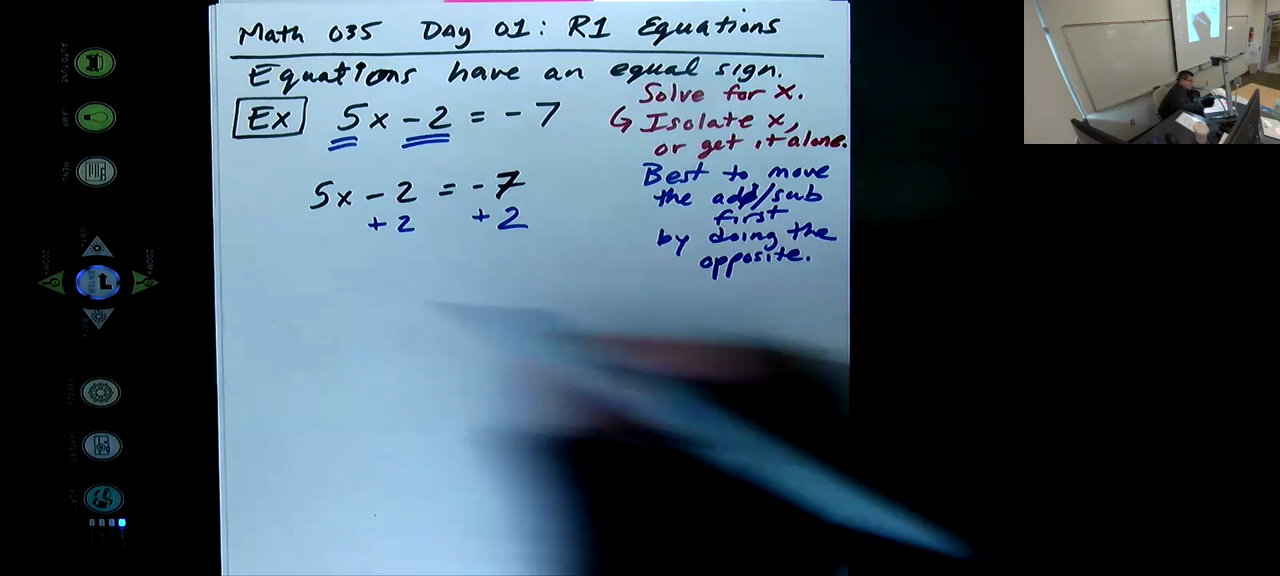 Math 035 Day 01: R1 Equations
Equations have an equal sign.
Ex 5x - 2 = - 7
Solve for x.
↳ Isolate x,
or get it alone.
5x - 2 = - 7
+ 2 + 2
Best to move
the add/sub
first
by doing the
opposite.
LAMP
MENU